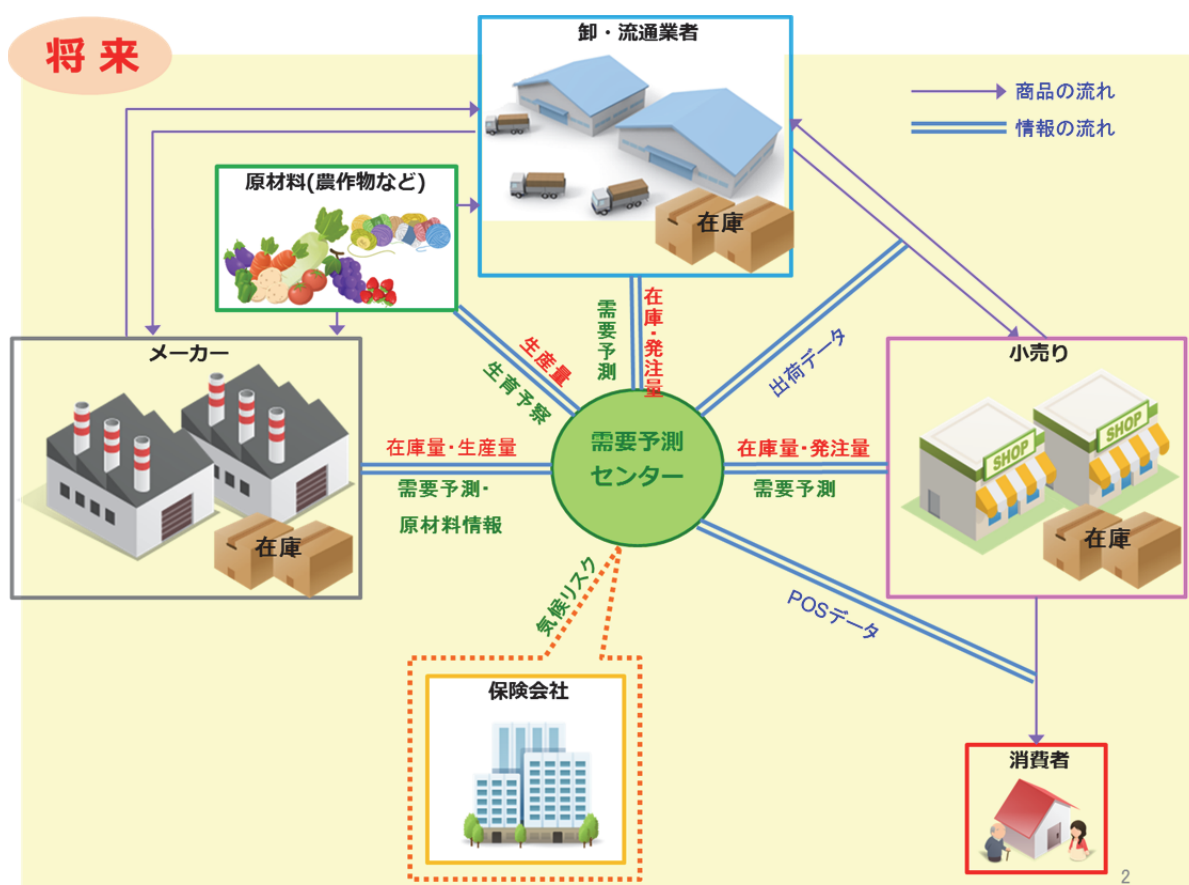 将来
卸・流通業者
商品の流れ
情報の流れ
在庫
原材料(農作物など)
メーカー
在庫
小売り
SHOP
SHOP
在庫
需要予測
センター
生産量
生育予察
需要予測
在庫・発注量
出荷データ
在庫量・生産量
需要予測・
原材料情報
在庫量・発注量
需要予測
気候リスク
POSデータ
保険会社
消費者
2